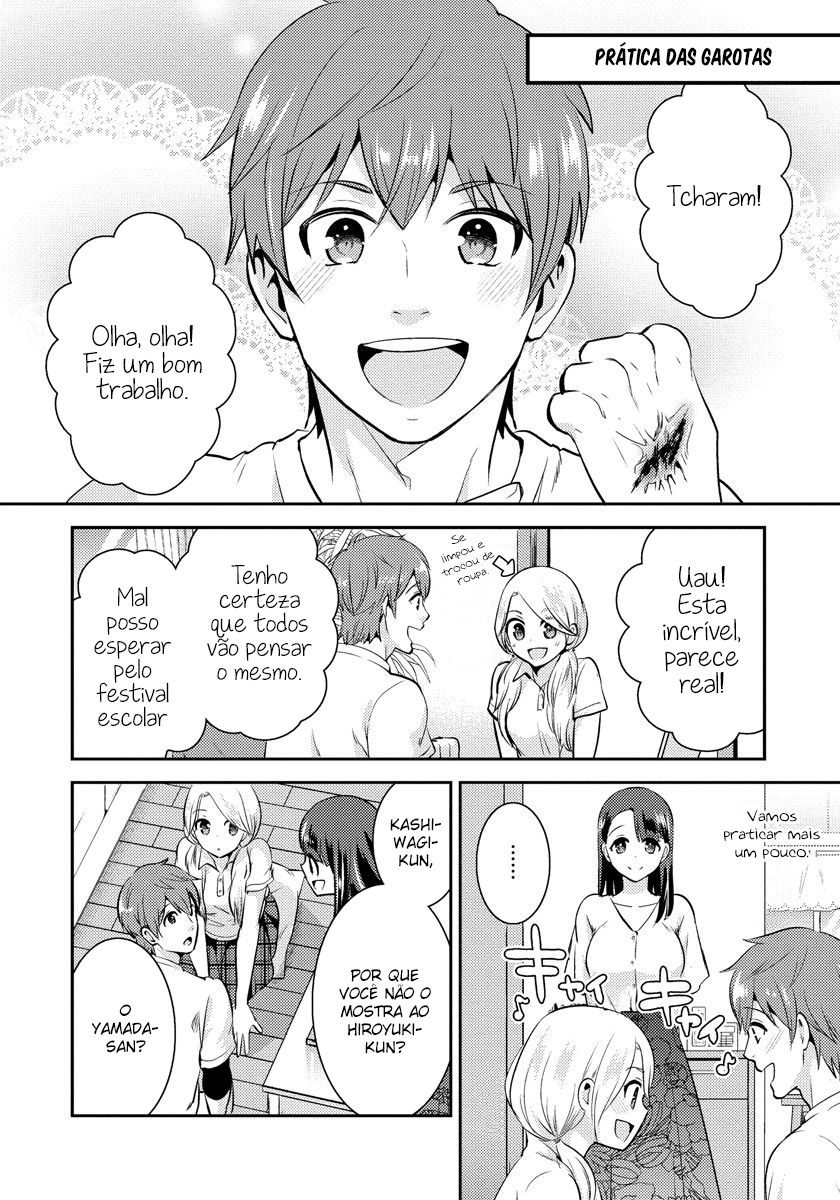 PRÁTICA DAS GAROTAS
Tcharam!
Olha, olha!
Fiz um bom
trabalho.
Uau!
Esta
incrível,
parece
real!
Se
limpou e
trocou de
roupa.
Tenho
certeza
que todos
vão pensar
o mesmo.
Mal
posso
esperar
pelo
festival
escolar
Vamos
praticar mais
um pouco.
......
キャイ
キャイ
KASHI-
WAGI-
KUN,
POR QUE
VOCÊ NÃO O
MOSTRA AO
HIROYUKI-
KUN?
O
YAMADA-
SAN?